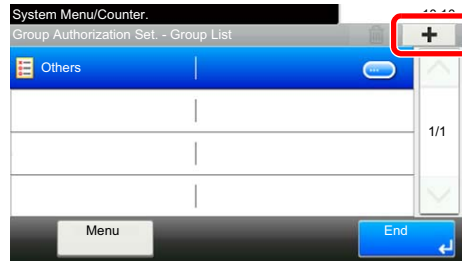 System Menu/Counter.
Group Authorization Set. - Group List
Others
1/1
Menu
End